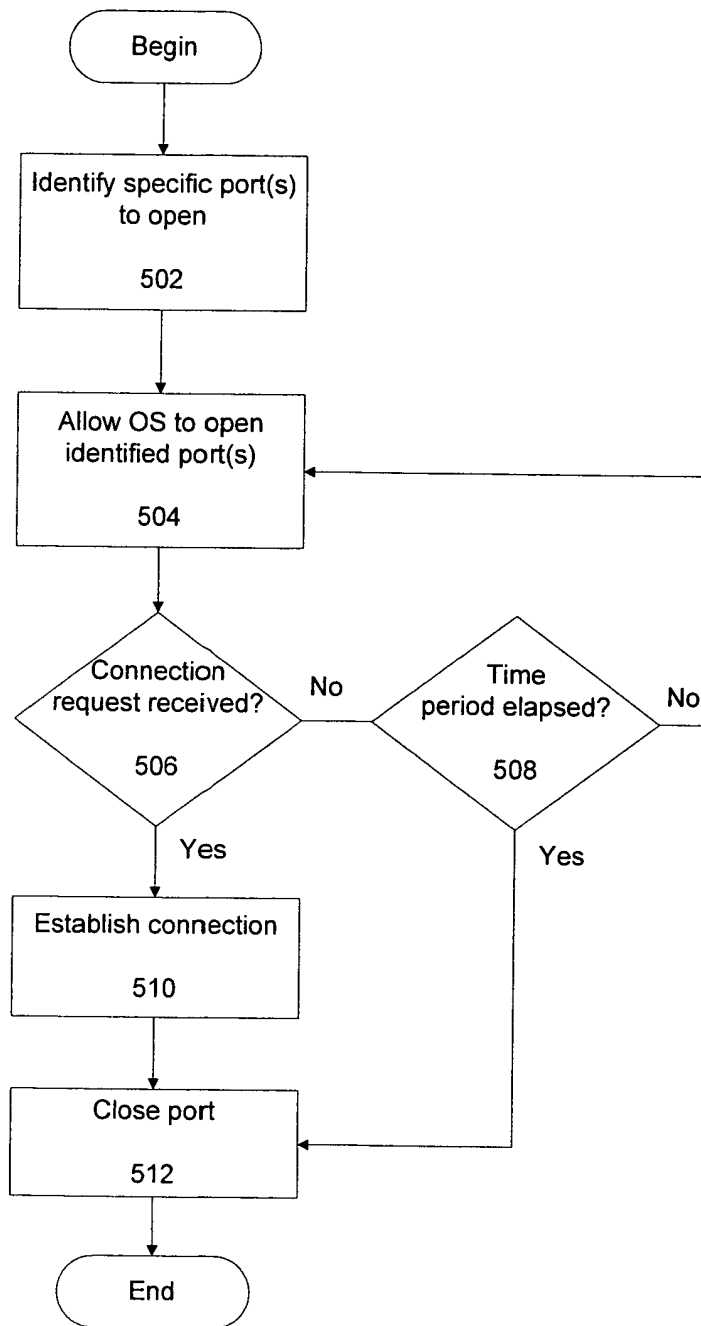 Begin
Identify specific port(s)
to open
502
Allow OS to open
identified port(s)
504
Connection
request received?
506
No
Time
period elapsed?
508
No
Yes
Yes
Establish connection
510
Close port
512
End